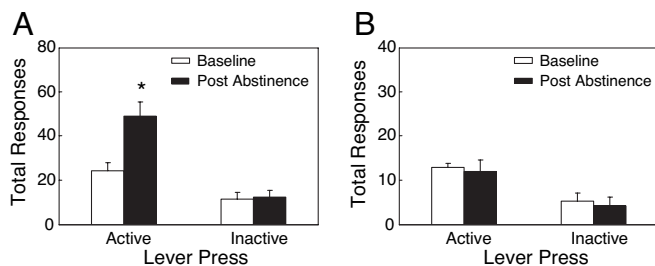 A
Total Responses
80
60
40
20
0
Baseline
Post Abstinence
*
Active
Inactive
Lever Press
B
Total Responses
40
30
20
10
0
Baseline
Post Abstinence
Active
Inactive
Lever Press